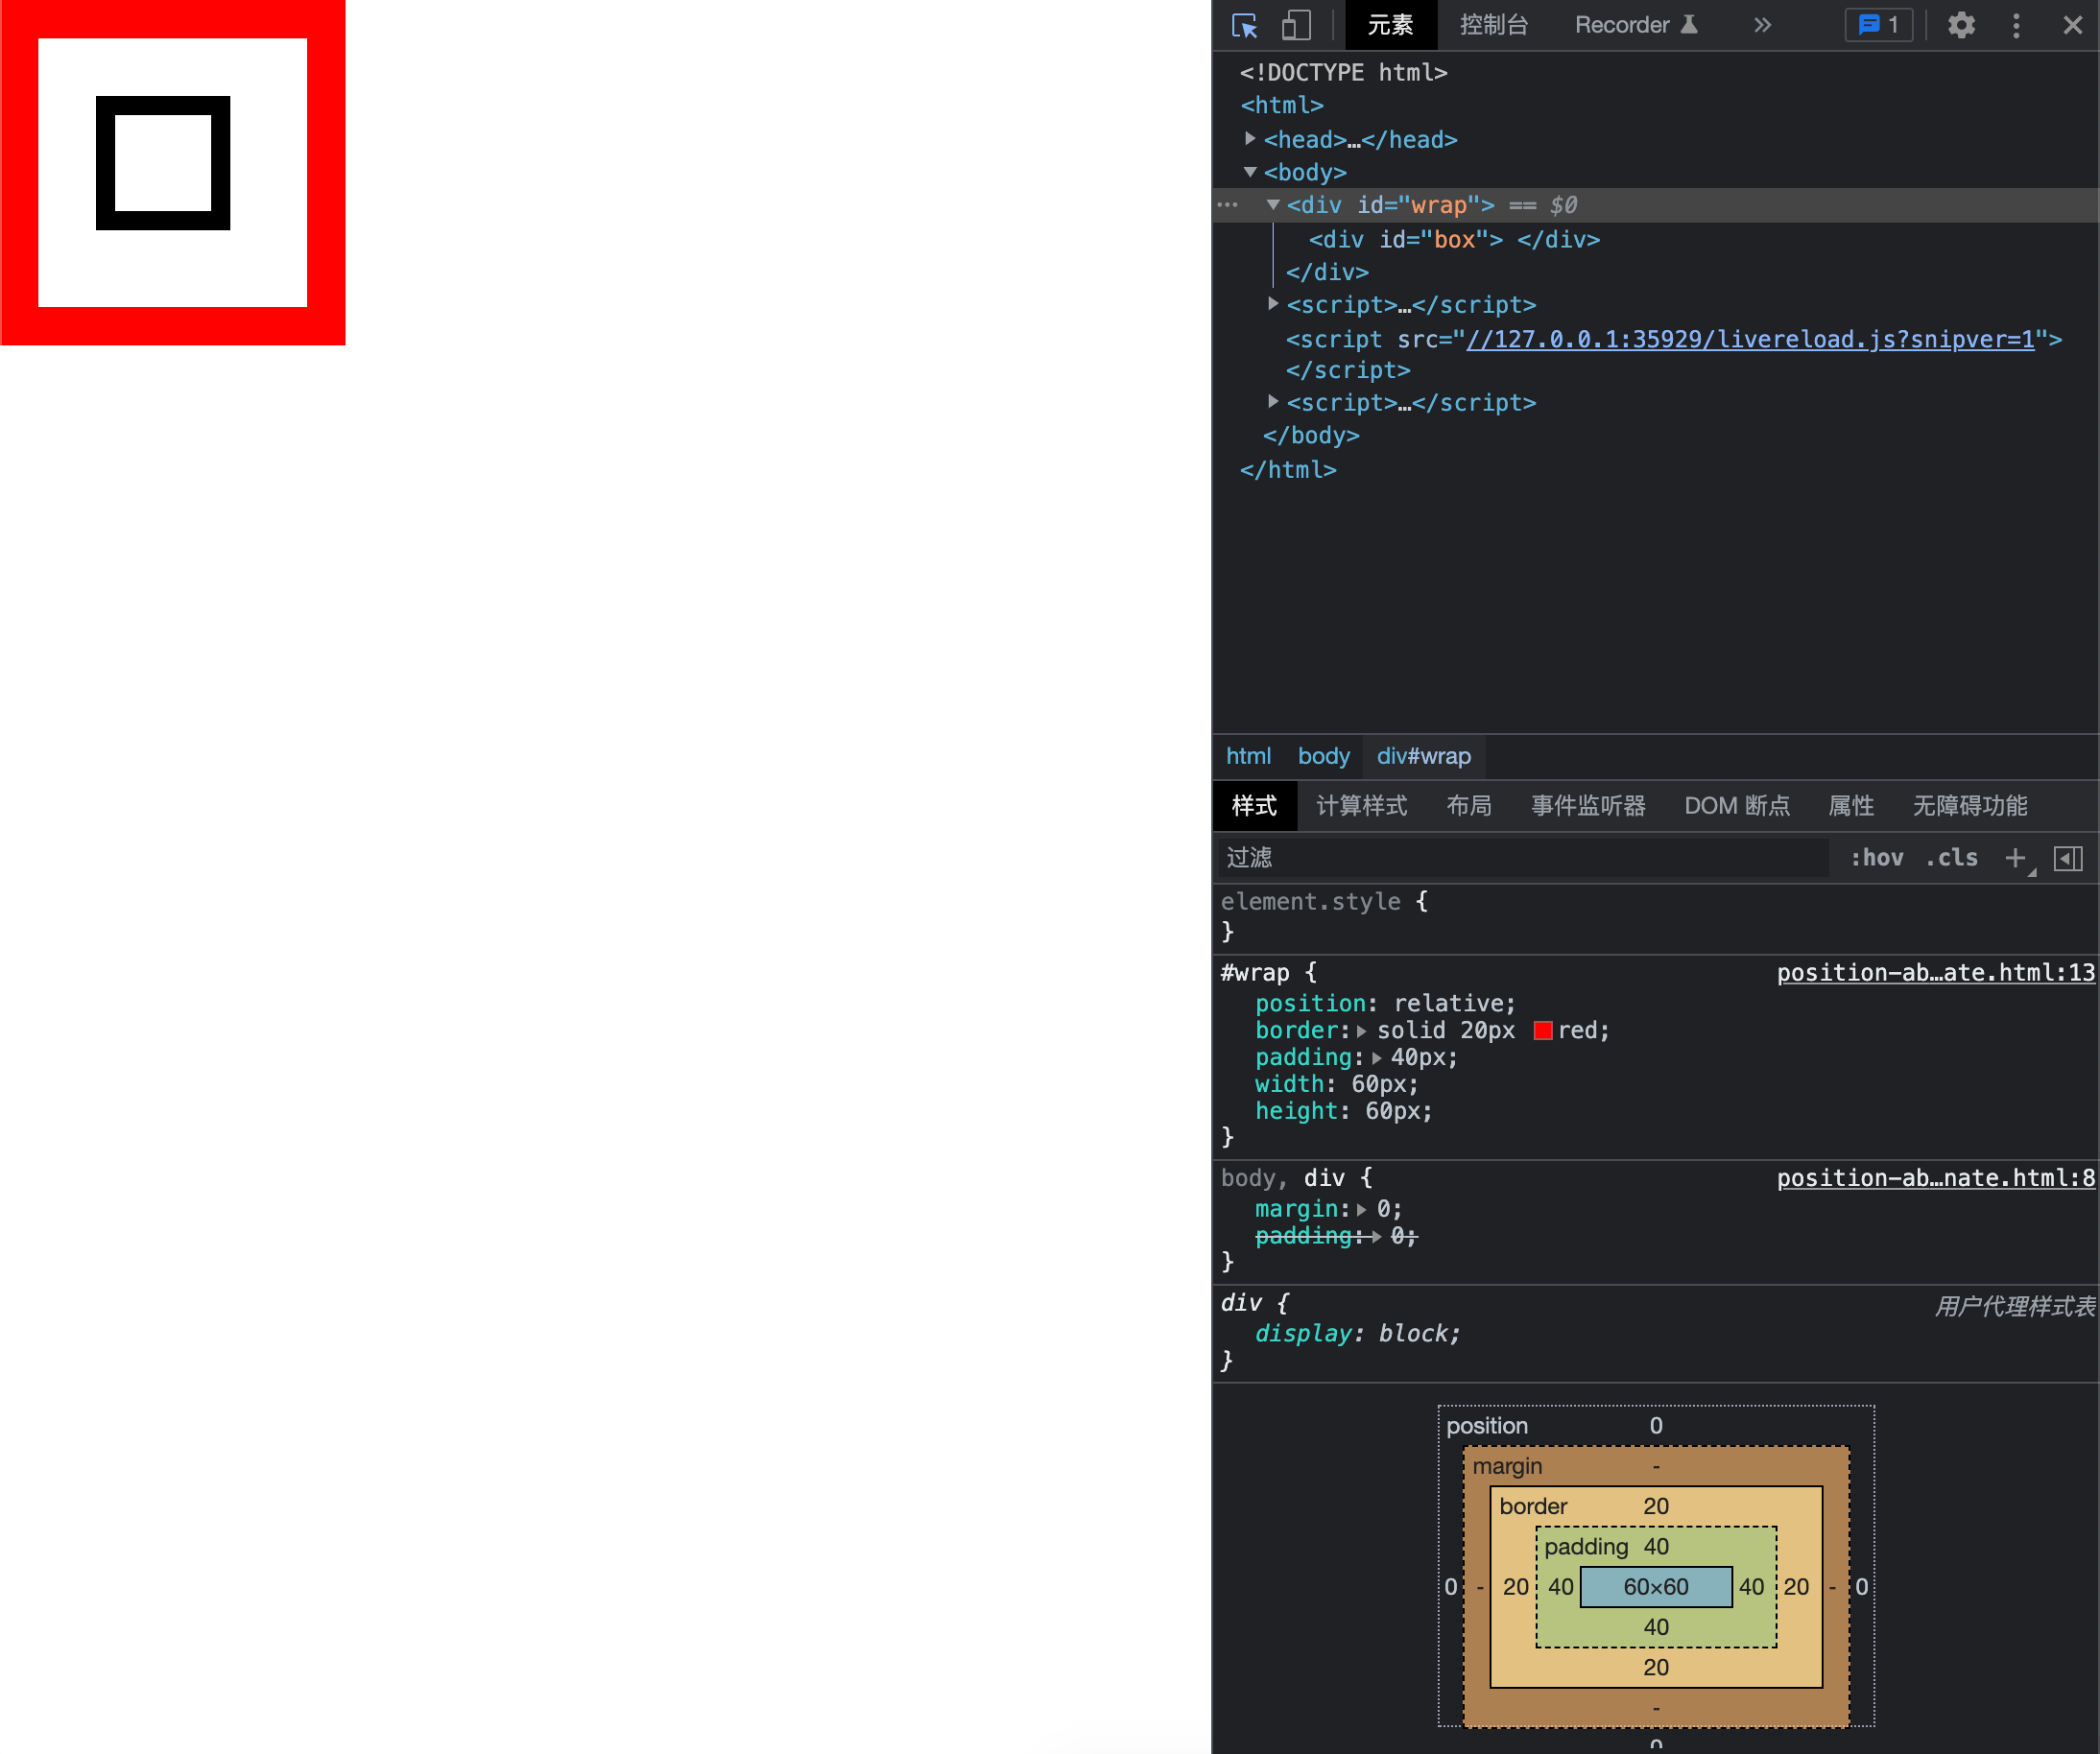 元素 控制台 Recorder 1
<!DOCTYPE html>
<html>
<head>…</head>
<body>
<div id="wrap"> == $0
<div id="box"> </div>
</div>
<script>…</script>
<script src="//127.0.0.1:35929/livereload.js?snipver=1">
</script>
<script>…</script>
</body>
</html>
html body div#wrap
样式 计算样式 布局 事件监听器 DOM 断点 属性 无障碍功能
过滤 :hov .cls +
element.style {
}
#wrap { position-ab…ate.html:13
position: relative;
border: solid 20px red;
padding: 40px;
width: 60px;
height: 60px;
}
body, div { position-ab…nate.html:8
margin: 0;
padding: 0;
}
div { 用户代理样式表
display: block;
}
position 0
margin -
border 20
padding 40
0 - 20 40 60×60 40 20 - 0
40
20
-
0